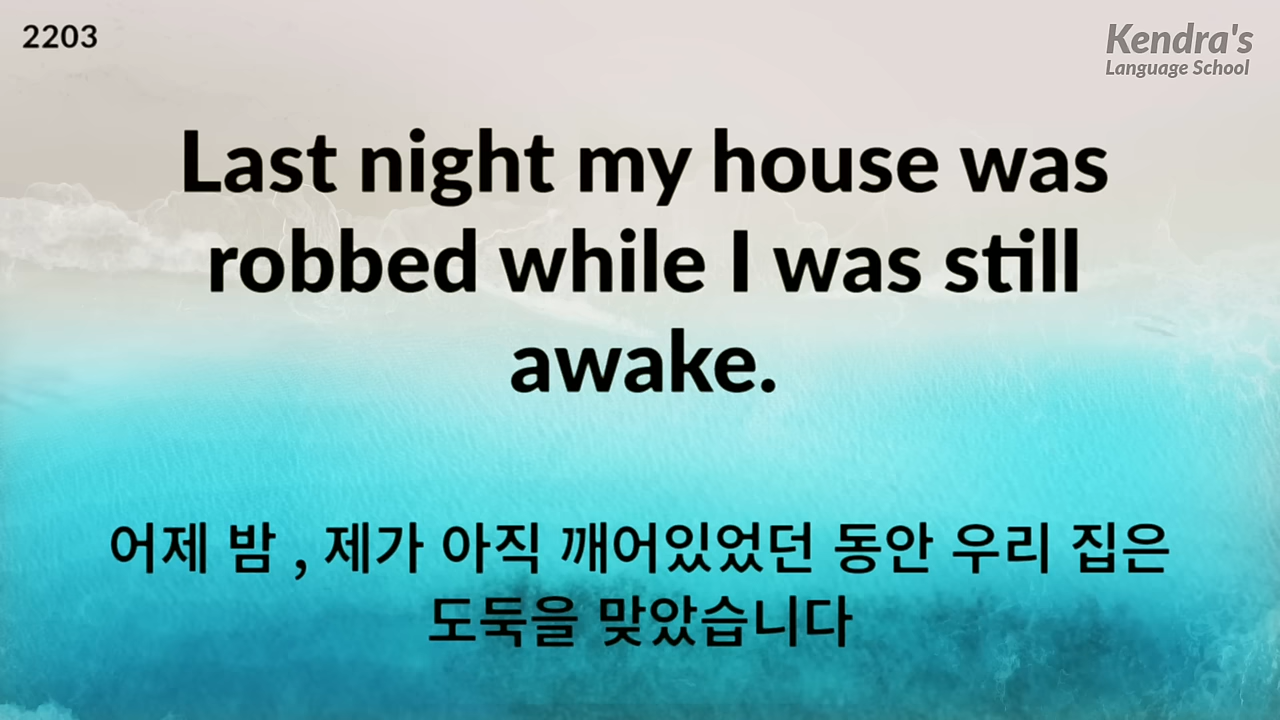 2203
Kendra's
Language School
Last night my house was
robbed while I was still
awake.
어제 밤 , 제가 아직 깨어있었던 동안 우리 집은
도둑을 맞았습니다